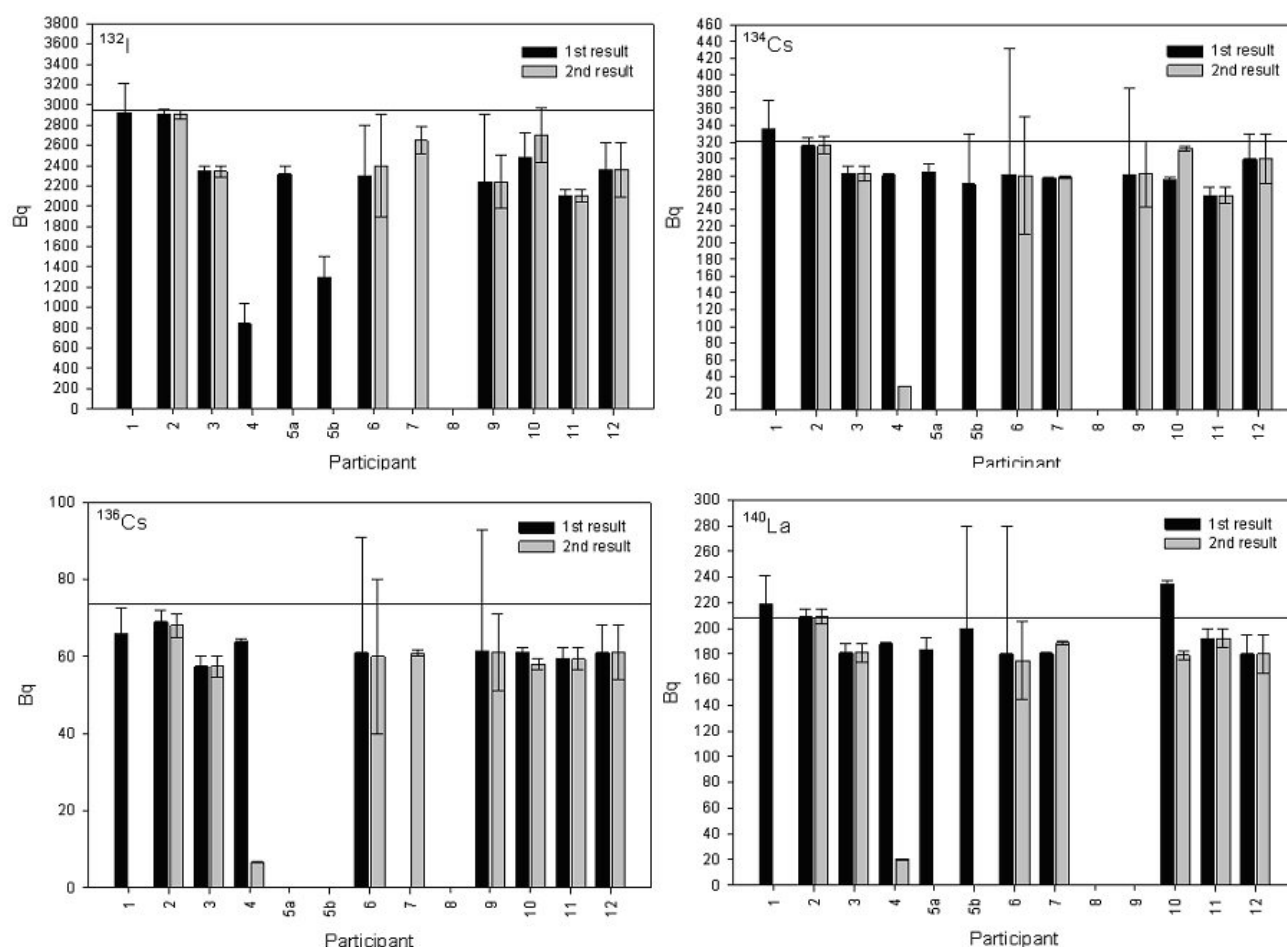 132I
1st result
2nd result
3800
3600
3400
3200
3000
2800
2600
2400
2200
2000
1800
1600
1400
1200
1000
800
600
400
200
0
Bq
1 2 3 4 5a 5b 6 7 8 9 10 11 12
Participant
134Cs
1st result
2nd result
460
440
420
400
380
360
340
320
300
280
260
240
220
200
180
160
140
120
100
80
60
40
20
0
Bq
1 2 3 4 5a 5b 6 7 8 9 10 11 12
Participant
136Cs
1st result
2nd result
100
80
60
40
20
0
Bq
1 2 3 4 5a 5b 6 7 8 9 10 11 12
Participant
140La
1st result
2nd result
300
280
260
240
220
200
180
160
140
120
100
80
60
40
20
0
Bq
1 2 3 4 5a 5b 6 7 8 9 10 11 12
Participant